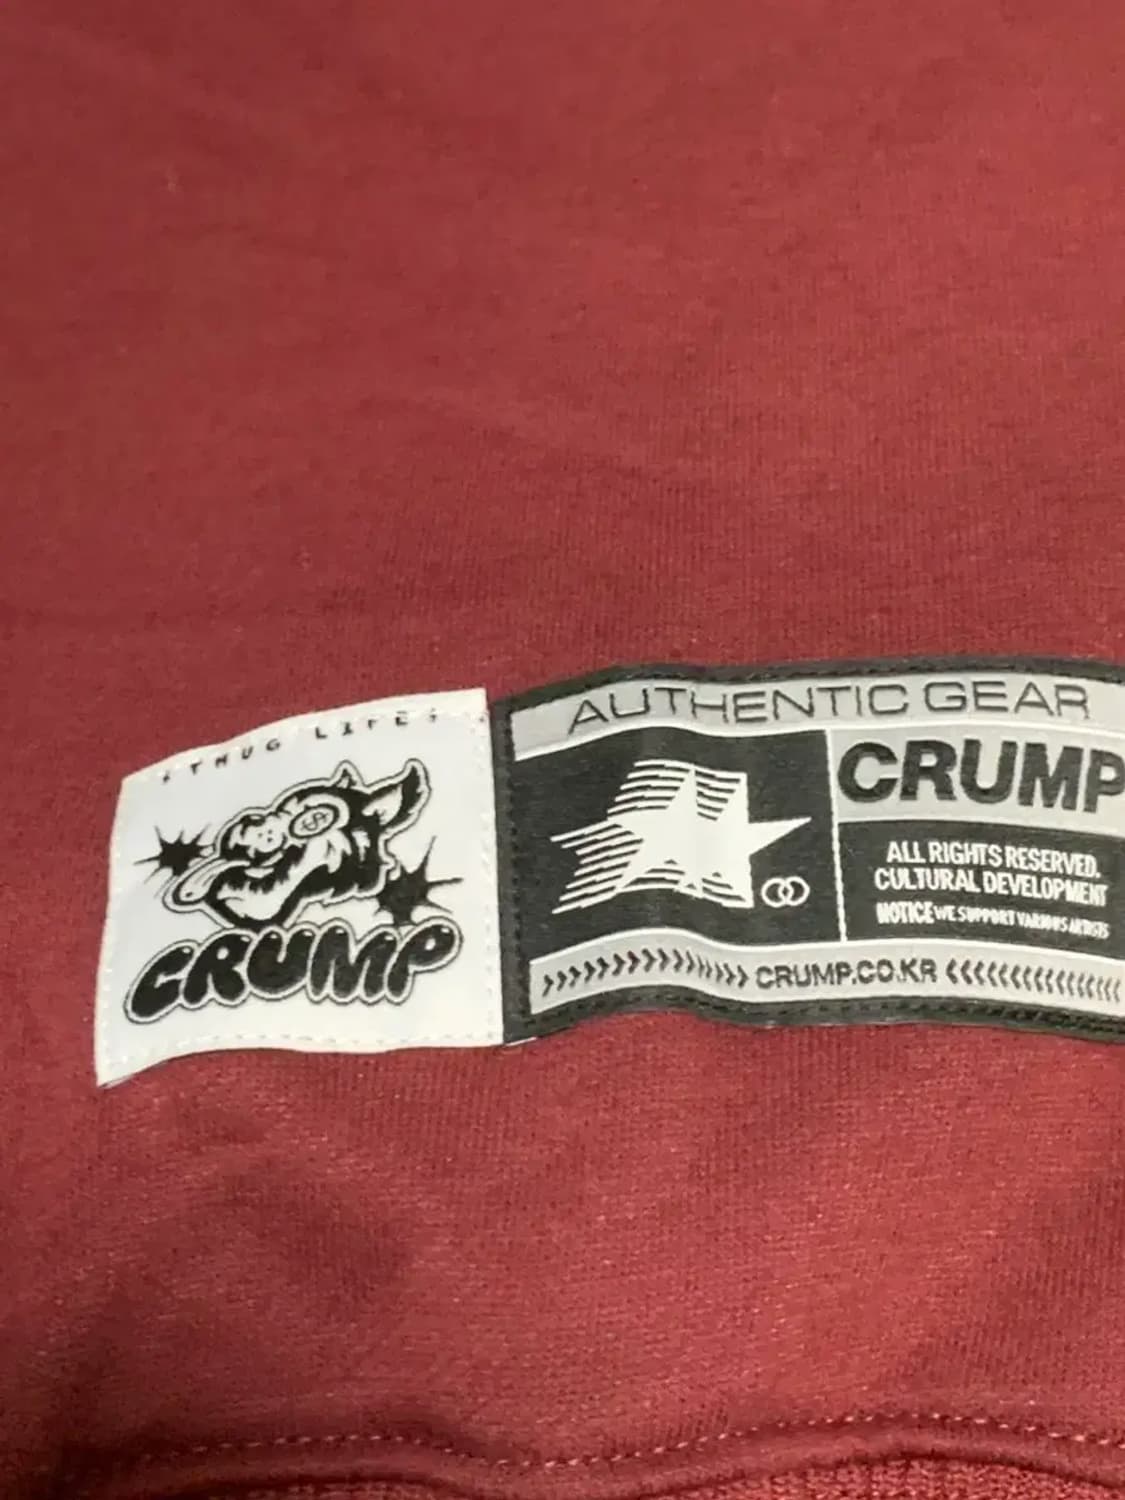 THUG LIFE
CRUMP
AUTHENTIC GEAR
CRUMP
ALL RIGHTS RESERVED.
CULTURAL DEVELOPMENT
NOTICE WE SUPPORT VARIOUS ARTISTS
CRUMP.CO.KR